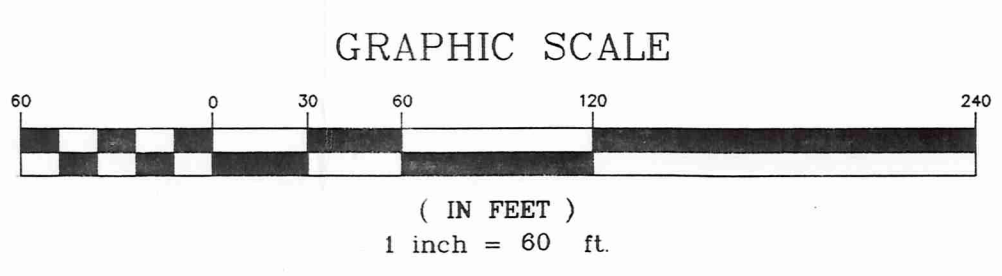 GRAPHIC SCALE
60 0 30 60 120 240
( IN FEET )
1 inch = 60 ft.